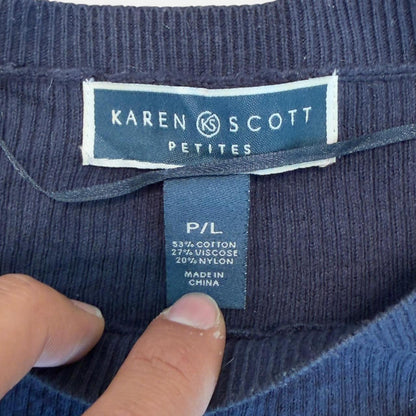 KAREN KS SCOTT
PETITES
P/L
53% COTTON
27% VISCOSE
20% NYLON
MADE IN
CHINA